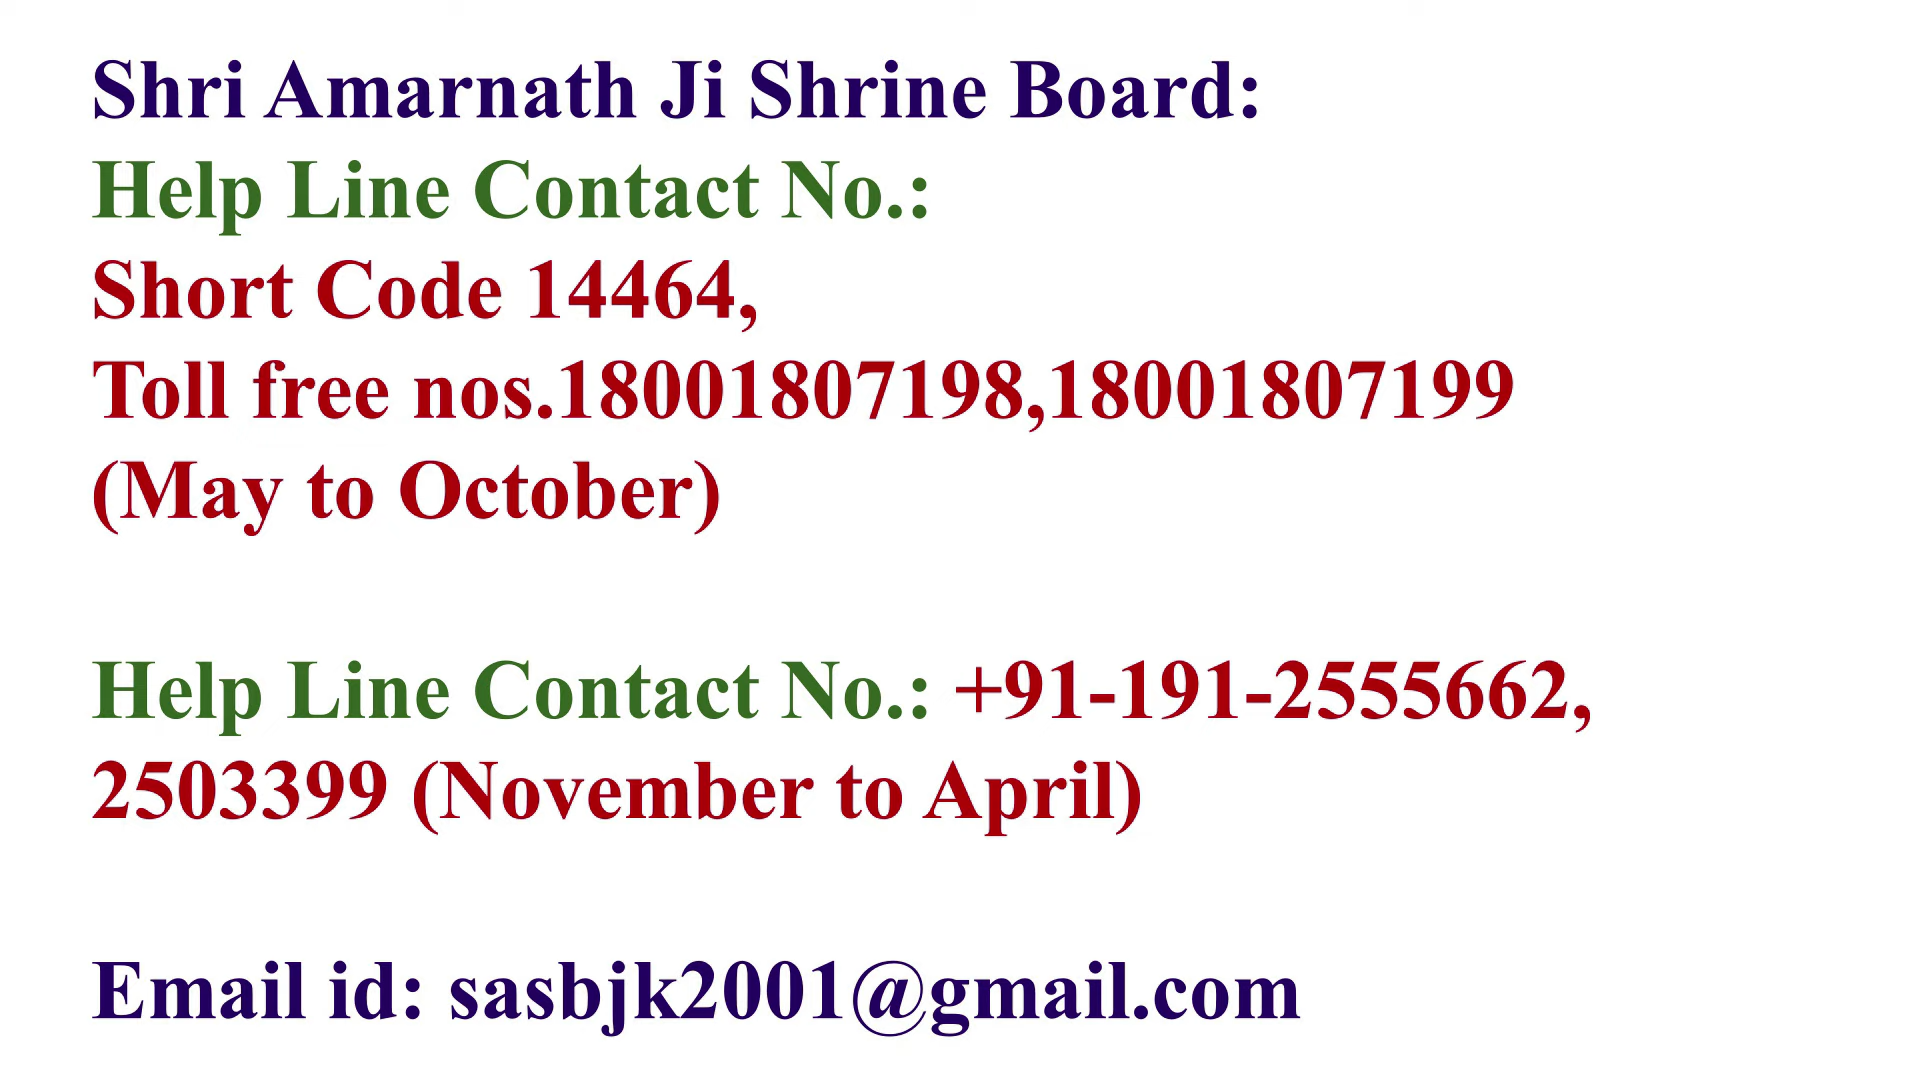 Shri Amarnath Ji Shrine Board:
Help Line Contact No.:
Short Code 14464,
Toll free nos.18001807198,18001807199
(May to October)
Help Line Contact No.: +91-191-2555662,
2503399 (November to April)
Email id: sasbjk2001@gmail.com